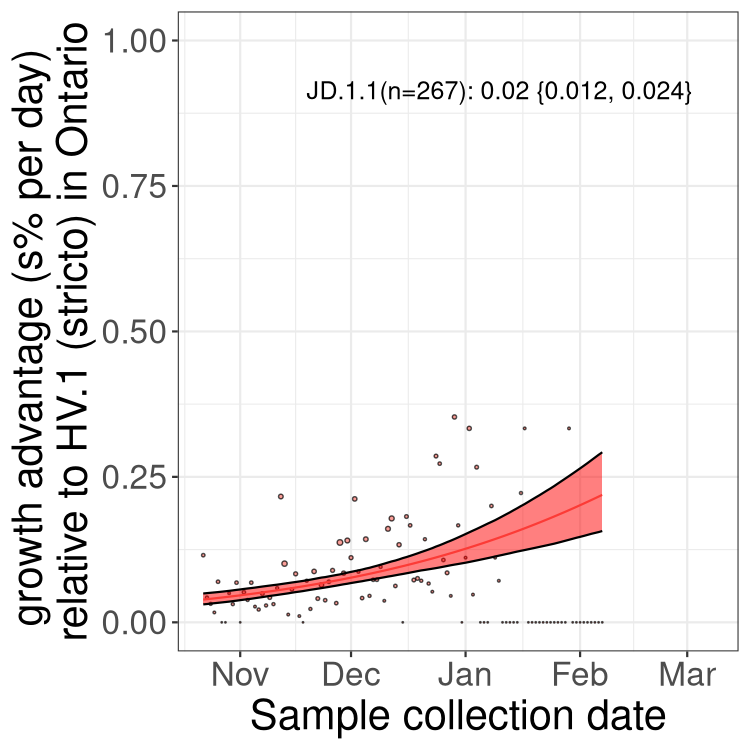 growth advantage (s% per day)
relative to HV.1 (stricto) in Ontario
1.00
0.75
0.50
0.25
0.00
JD.1.1(n=267): 0.02 {0.012, 0.024}
Nov Dec Jan Feb Mar
Sample collection date